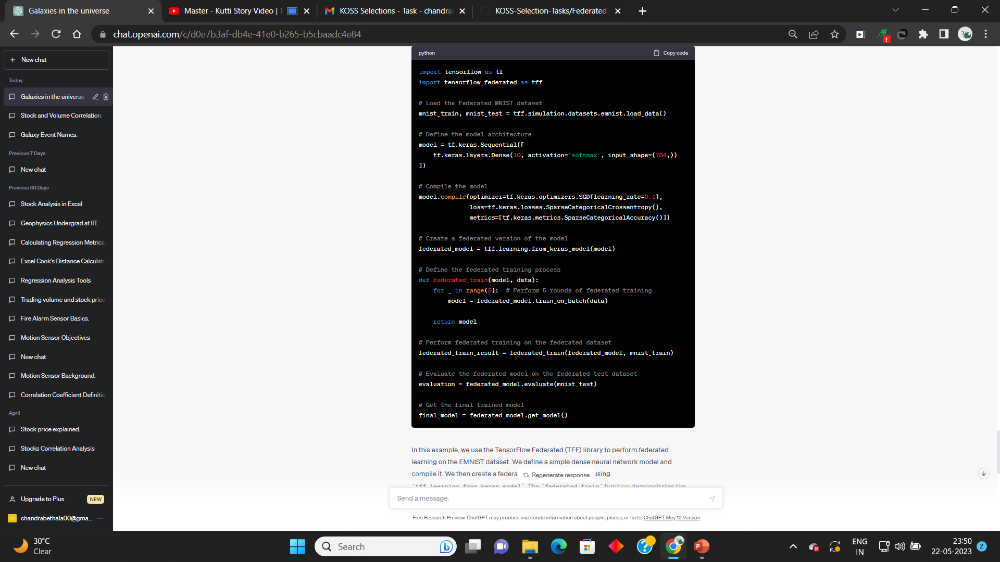 Galaxies in the universe
Master - Kutti Story Video | T
KOSS Selections - Task - chandra
KOSS-Selection-Tasks/Federated
chat.openai.com/c/d0e7b3af-db4e-41e0-b265-b5cbaadc4e84
New chat
Today
Galaxies in the universe
Stock and Volume Correlation.
Galaxy Event Names.
Previous 7 Days
New chat
Previous 30 Days
Stock Analysis in Excel
Geophysics Undergrad at IIT
Calculating Regression Metrics.
Excel Cook's Distance Calculati
Regression Analysis Tools
Trading volume and stock price
Fire Alarm Sensor Basics.
Motion Sensor Objectives
New chat
Motion Sensor Background.
Correlation Coefficient Definitio
April
Stock price explained.
Stocks Correlation Analysis
New chat
Upgrade to Plus NEW
chandrabethala00@gma...
python Copy code
import tensorflow as tf
import tensorflow_federated as tff
# Load the Federated MNIST dataset
mnist_train, mnist_test = tff.simulation.datasets.emnist.load_data()
# Define the model architecture
model = tf.keras.Sequential([
tf.keras.layers.Dense(10, activation='softmax', input_shape=(784,))
])
# Compile the model
model.compile(optimizer=tf.keras.optimizers.SGD(learning_rate=0.1),
loss=tf.keras.losses.SparseCategoricalCrossentropy(),
metrics=[tf.keras.metrics.SparseCategoricalAccuracy()])
# Create a federated version of the model
federated_model = tff.learning.from_keras_model(model)
# Define the federated training process
def federated_train(model, data):
for _ in range(5): # Perform 5 rounds of federated training
model = federated_model.train_on_batch(data)
return model
# Perform federated training on the federated dataset
federated_train_result = federated_train(federated_model, mnist_train)
# Evaluate the federated model on the federated test dataset
evaluation = federated_model.evaluate(mnist_test)
# Get the final trained model
final_model = federated_model.get_model()
In this example, we use the TensorFlow Federated (TFF) library to perform federated
learning on the EMNIST dataset. We define a simple dense neural network model and
compile it. We then create a federa Regenerate response using
`tff.learning.from_keras_model`. The `federated_train` function demonstrates the
Send a message.
Free Research Preview. ChatGPT may produce inaccurate information about people, places, or facts. ChatGPT May 12 Version
30°C
Clear
Search
ENG
IN
23:50
22-05-2023
2